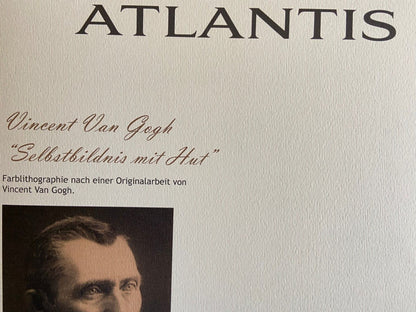 ATLANTIS
Vincent Van Gogh
"Selbstbildnis mit Hut"
Farblithographie nach einer Originalarbeit von
Vincent Van Gogh.